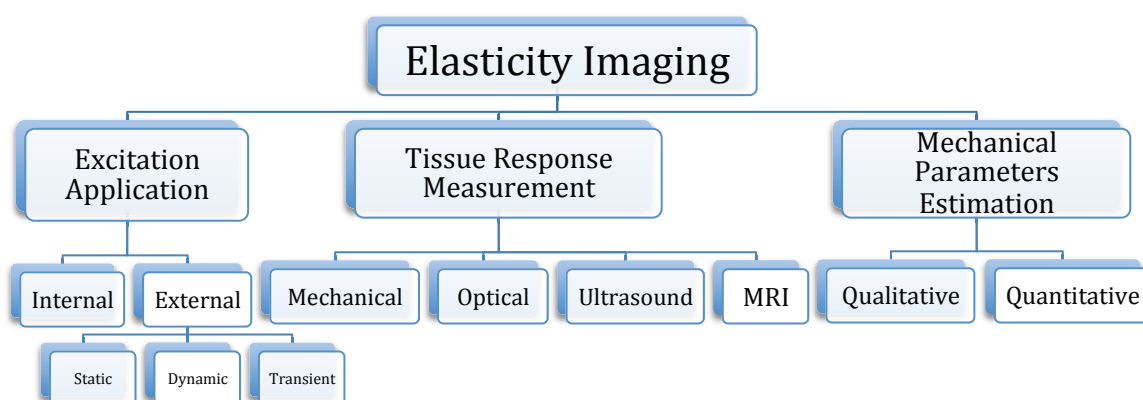 Elasticity Imaging
Excitation
Application
Tissue Response
Measurement
Mechanical
Parameters
Estimation
Internal
External
Mechanical
Optical
Ultrasound
MRI
Qualitative
Quantitative
Static
Dynamic
Transient